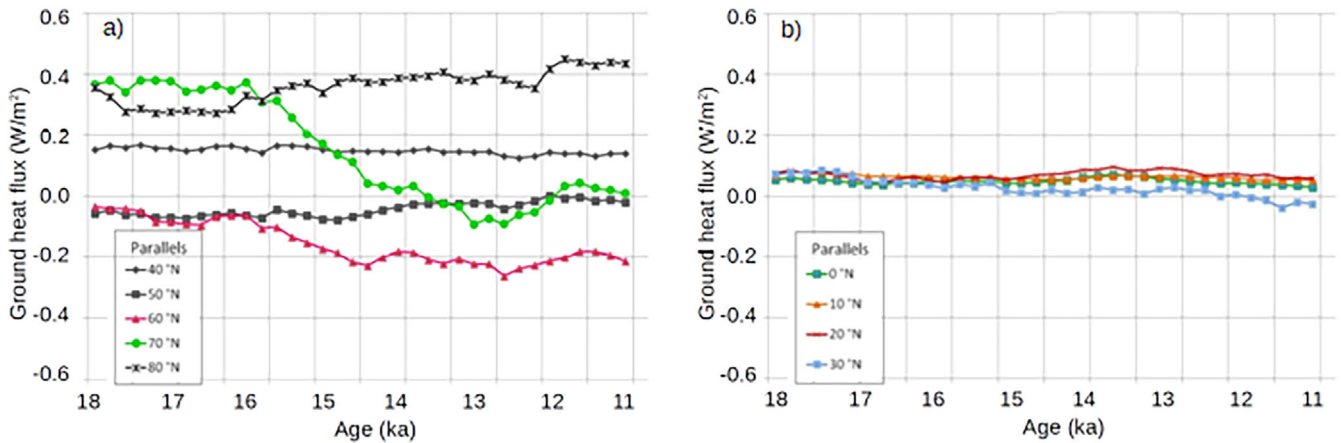 a)
Ground heat flux (W/m²)
0.6
0.4
0.2
0.0
-0.2
-0.4
-0.6
Parallels
40 °N
50 °N
60 °N
70 °N
80 °N
18 17 16 15 14 13 12 11
Age (ka)
b)
Ground heat flux (W/m²)
0.6
0.4
0.2
0.0
-0.2
-0.4
-0.6
Parallels
0 °N
10 °N
20 °N
30 °N
18 17 16 15 14 13 12 11
Age (ka)